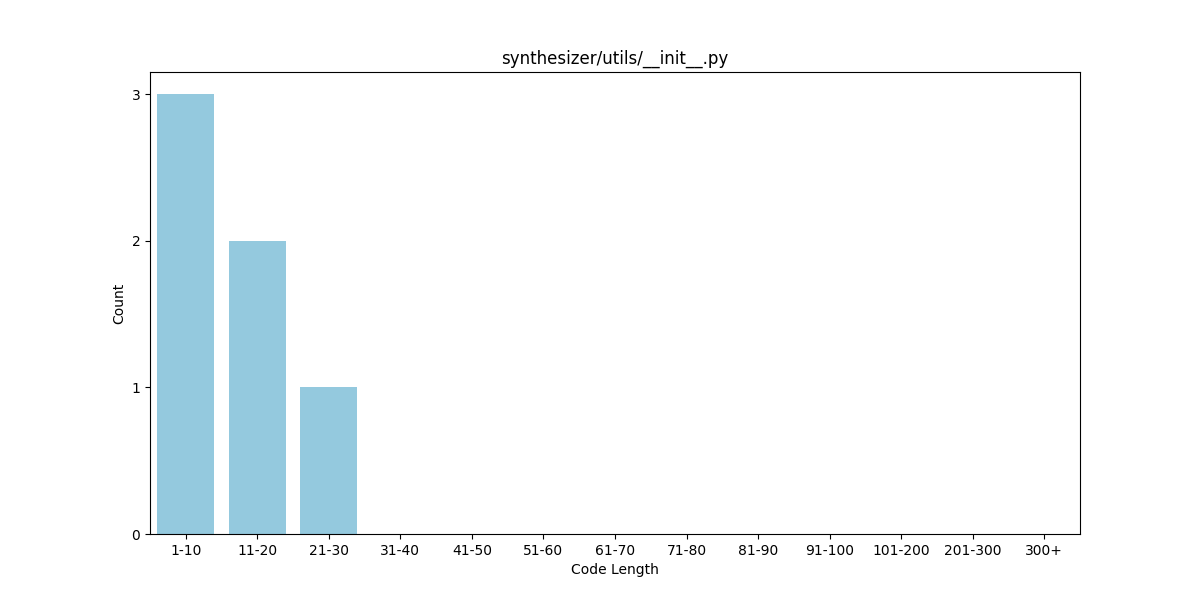 synthesizer/utils/__init__.py
3
2
1
0
Count
1-10 11-20 21-30 31-40 41-50 51-60 61-70 71-80 81-90 91-100 101-200 201-300 300+
Code Length